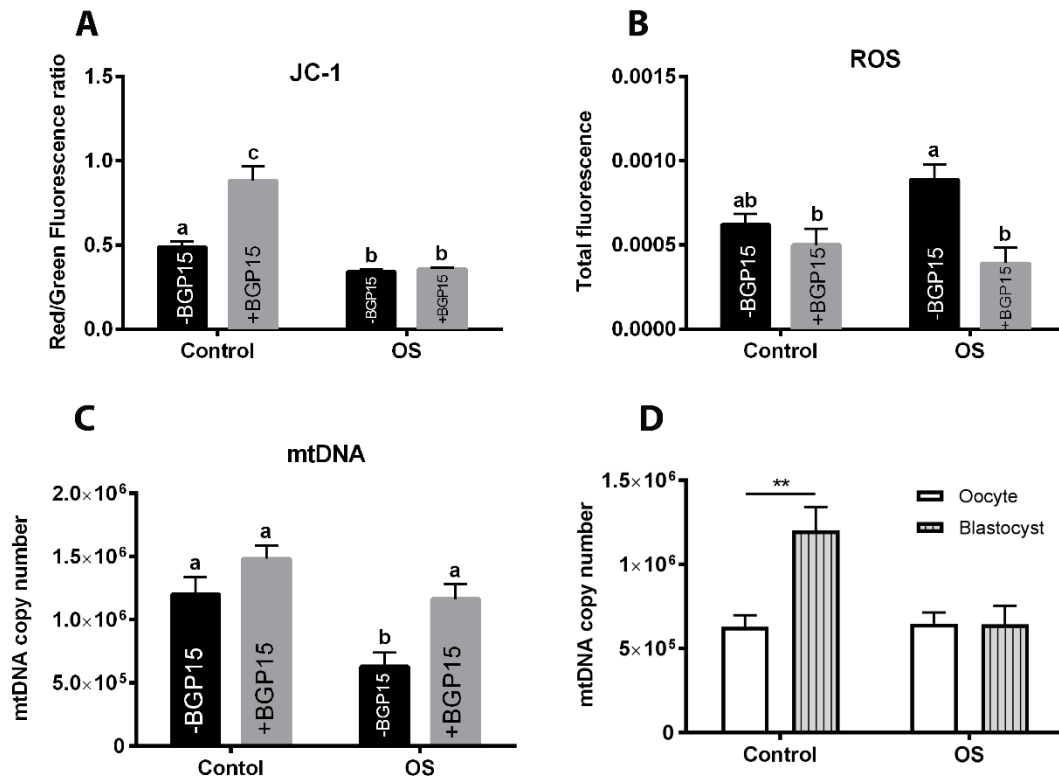 A
JC-1
Red/Green Fluorescence ratio
1.5
1.0
0.5
0.0
a
c
b
b
-BGP15
+BGP15
-BGP15
+BGP15
Control
OS
B
ROS
Total fluorescence
0.0015
0.0010
0.0005
0.0000
ab
b
a
b
-BGP15
+BGP15
-BGP15
+BGP15
Control
OS
C
mtDNA
mtDNA copy number
2.0×10⁶
1.5×10⁶
1.0×10⁶
5.0×10⁵
0
a
a
b
a
-BGP15
+BGP15
-BGP15
+BGP15
Contol
OS
D
mtDNA copy number
1.5×10⁶
1×10⁶
5×10⁵
0
**
Oocyte
Blastocyst
Control
OS